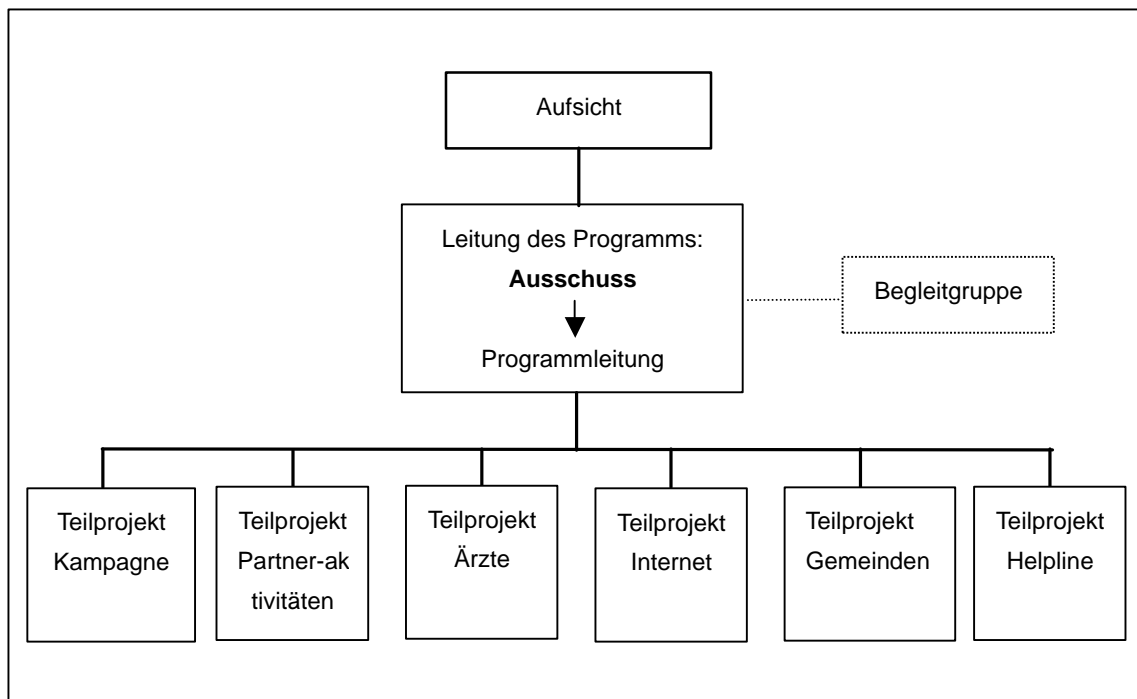 Aufsicht
Leitung des Programms:
Ausschuss
Programmleitung
Begleitgruppe
Teilprojekt
Kampagne
Teilprojekt
Partner-ak
tivitäten
Teilprojekt
Ärzte
Teilprojekt
Internet
Teilprojekt
Gemeinden
Teilprojekt
Helpline